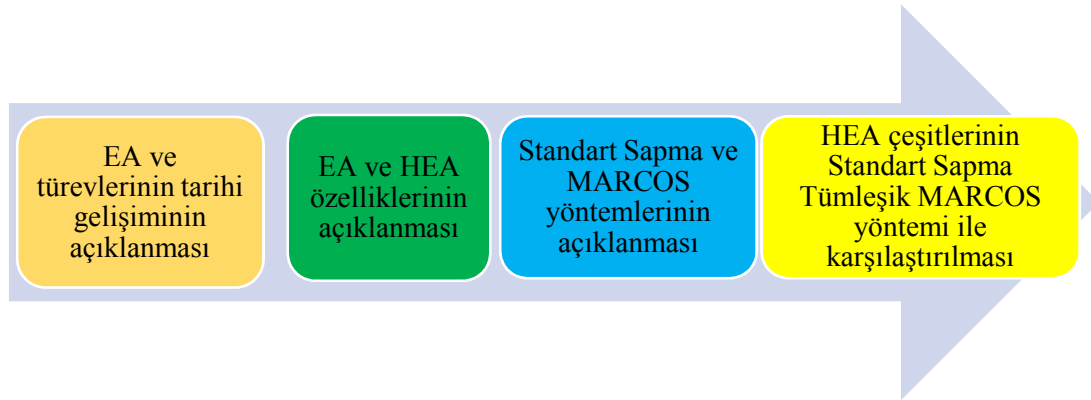 EA ve
türevlerinin tarihi
gelişiminin
açıklanması
EA ve HEA
özelliklerinin
açıklanması
Standart Sapma ve
MARCOS
yöntemlerinin
açıklanması
HEA çeşitlerinin
Standart Sapma
Tümleşik MARCOS
yöntemi ile
karşılaştırılması